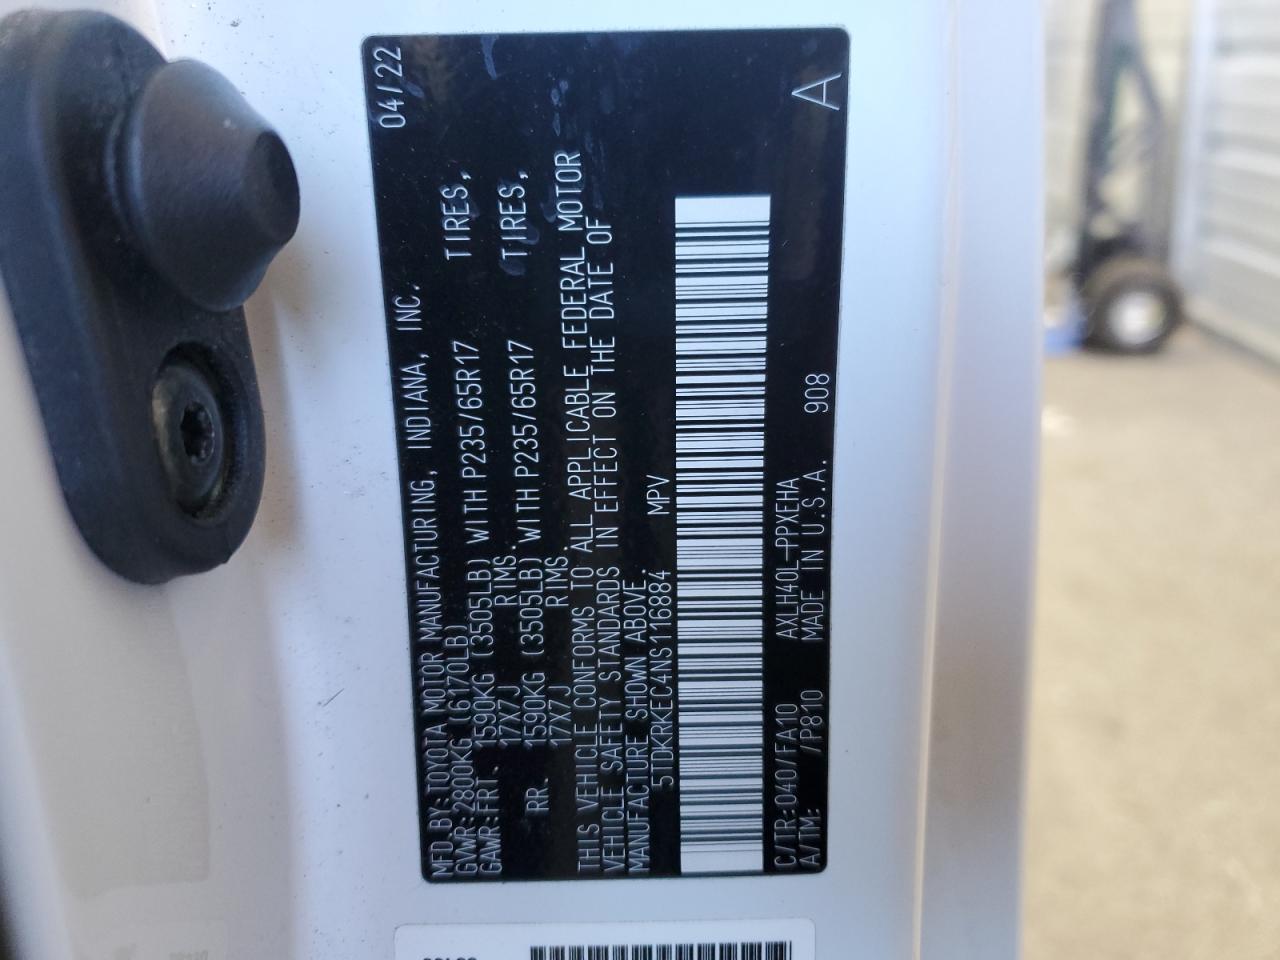 MFD.BY:TOYOTA MOTOR MANUFACTURING, INDIANA, INC. 04/22
GVWR:2800KG (6170LB)
GAWR:FRT. 1590KG (3505LB) WITH P235/65R17 TIRES,
17X7J RIMS.
RR. 1590KG (3505LB) WITH P235/65R17 TIRES,
17X7J RIMS.
THIS VEHICLE CONFORMS TO ALL APPLICABLE FEDERAL MOTOR
VEHICLE SAFETY STANDARDS IN EFFECT ON THE DATE OF
MANUFACTURE SHOWN ABOVE.
5TDKRKEC4NS116884 MPV
C/TR:040/FA10 AXLH40L-PPXEHA
A/TM: /P810 MADE IN U.S.A. 908 A